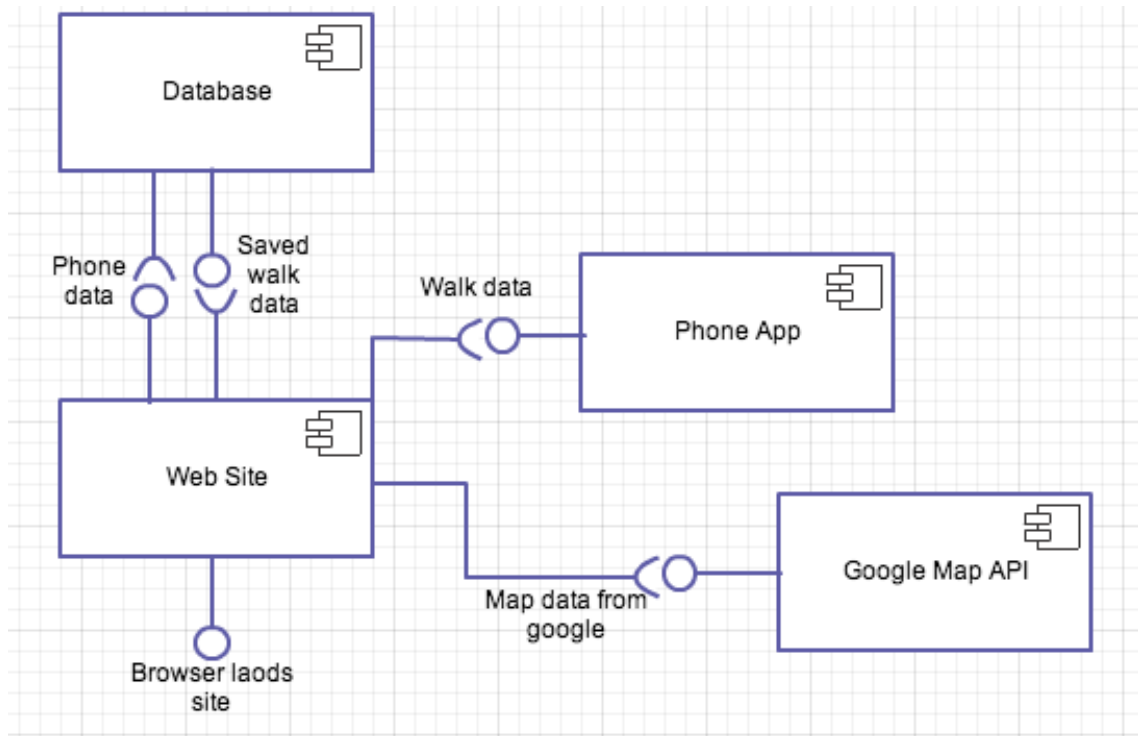 Database
Phone
data
Saved
walk
data
Walk data
Phone App
Web Site
Google Map API
Map data from
google
Browser laods
site